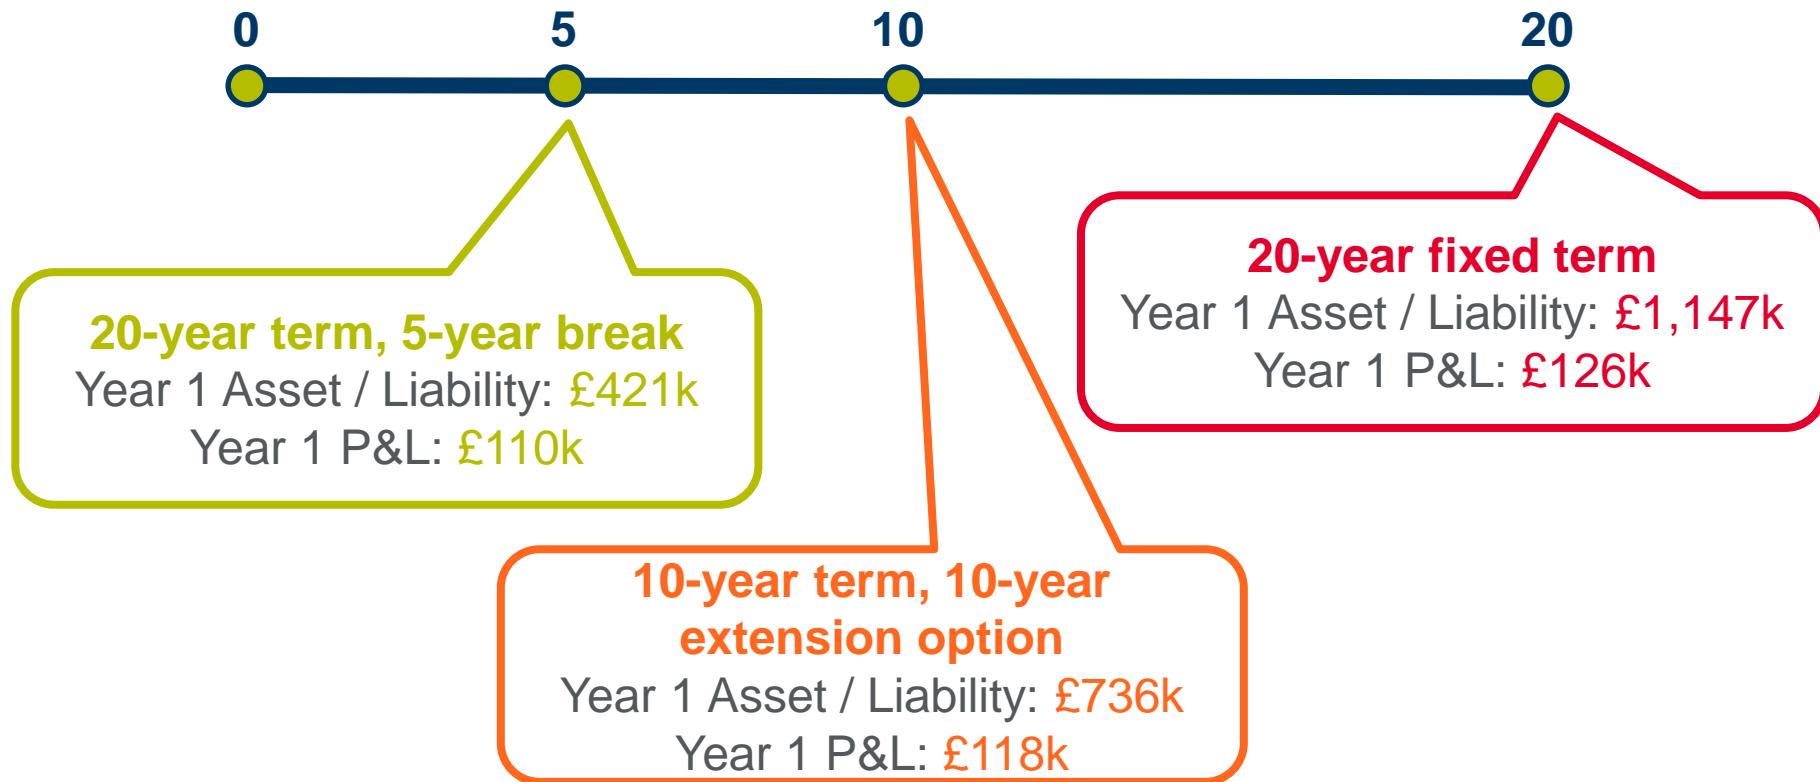 0
5
10
20
20-year term, 5-year break
Year 1 Asset / Liability: £421k
Year 1 P&L: £110k
10-year term, 10-year
extension option
Year 1 Asset / Liability: £736k
Year 1 P&L: £118k
20-year fixed term
Year 1 Asset / Liability: £1,147k
Year 1 P&L: £126k